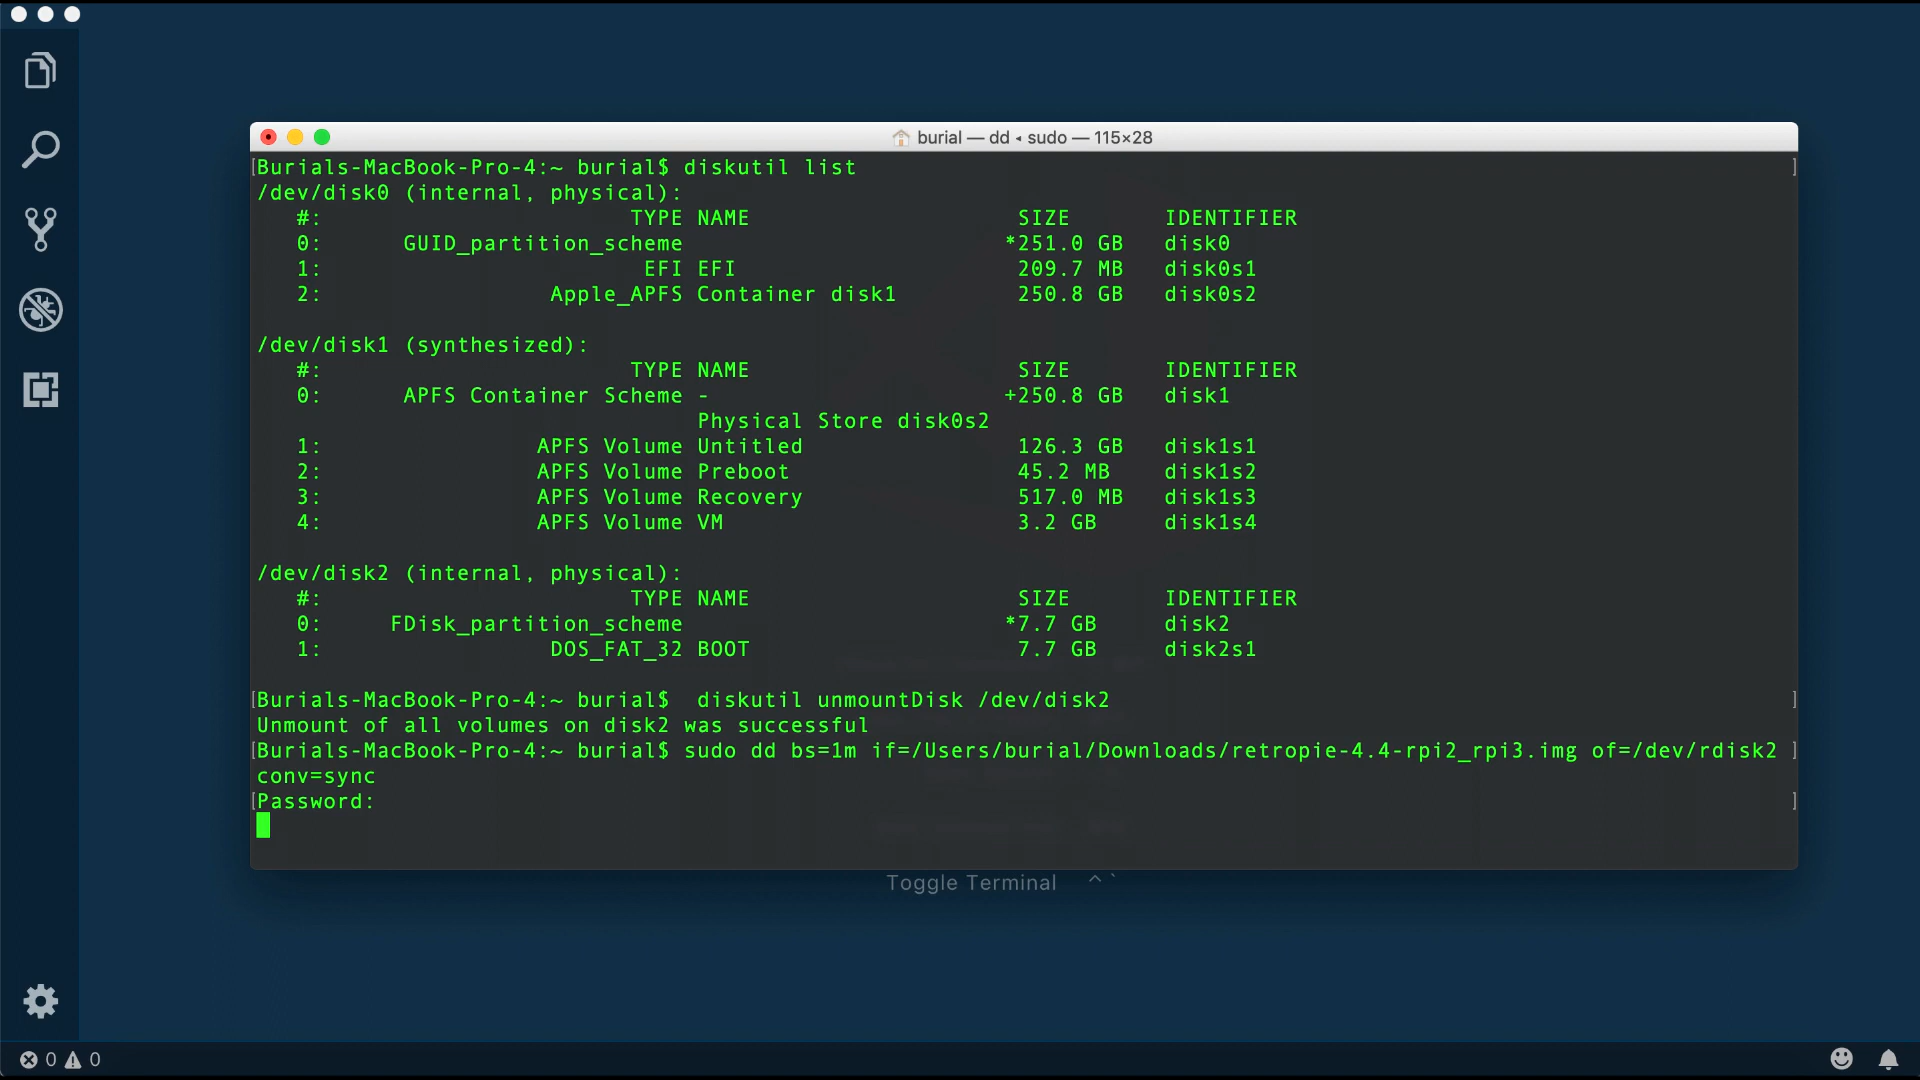 burial — dd ◂ sudo — 115×28
[Burials-MacBook-Pro-4:~ burial$ diskutil list ]
/dev/disk0 (internal, physical):
#: TYPE NAME SIZE IDENTIFIER
0: GUID_partition_scheme *251.0 GB disk0
1: EFI EFI 209.7 MB disk0s1
2: Apple_APFS Container disk1 250.8 GB disk0s2
/dev/disk1 (synthesized):
#: TYPE NAME SIZE IDENTIFIER
0: APFS Container Scheme - +250.8 GB disk1
Physical Store disk0s2
1: APFS Volume Untitled 126.3 GB disk1s1
2: APFS Volume Preboot 45.2 MB disk1s2
3: APFS Volume Recovery 517.0 MB disk1s3
4: APFS Volume VM 3.2 GB disk1s4
/dev/disk2 (internal, physical):
#: TYPE NAME SIZE IDENTIFIER
0: FDisk_partition_scheme *7.7 GB disk2
1: DOS_FAT_32 BOOT 7.7 GB disk2s1
[Burials-MacBook-Pro-4:~ burial$  diskutil unmountDisk /dev/disk2 ]
Unmount of all volumes on disk2 was successful
[Burials-MacBook-Pro-4:~ burial$ sudo dd bs=1m if=/Users/burial/Downloads/retropie-4.4-rpi2_rpi3.img of=/dev/rdisk2 ]
conv=sync
[Password: ]
Toggle Terminal ^ `
0 0